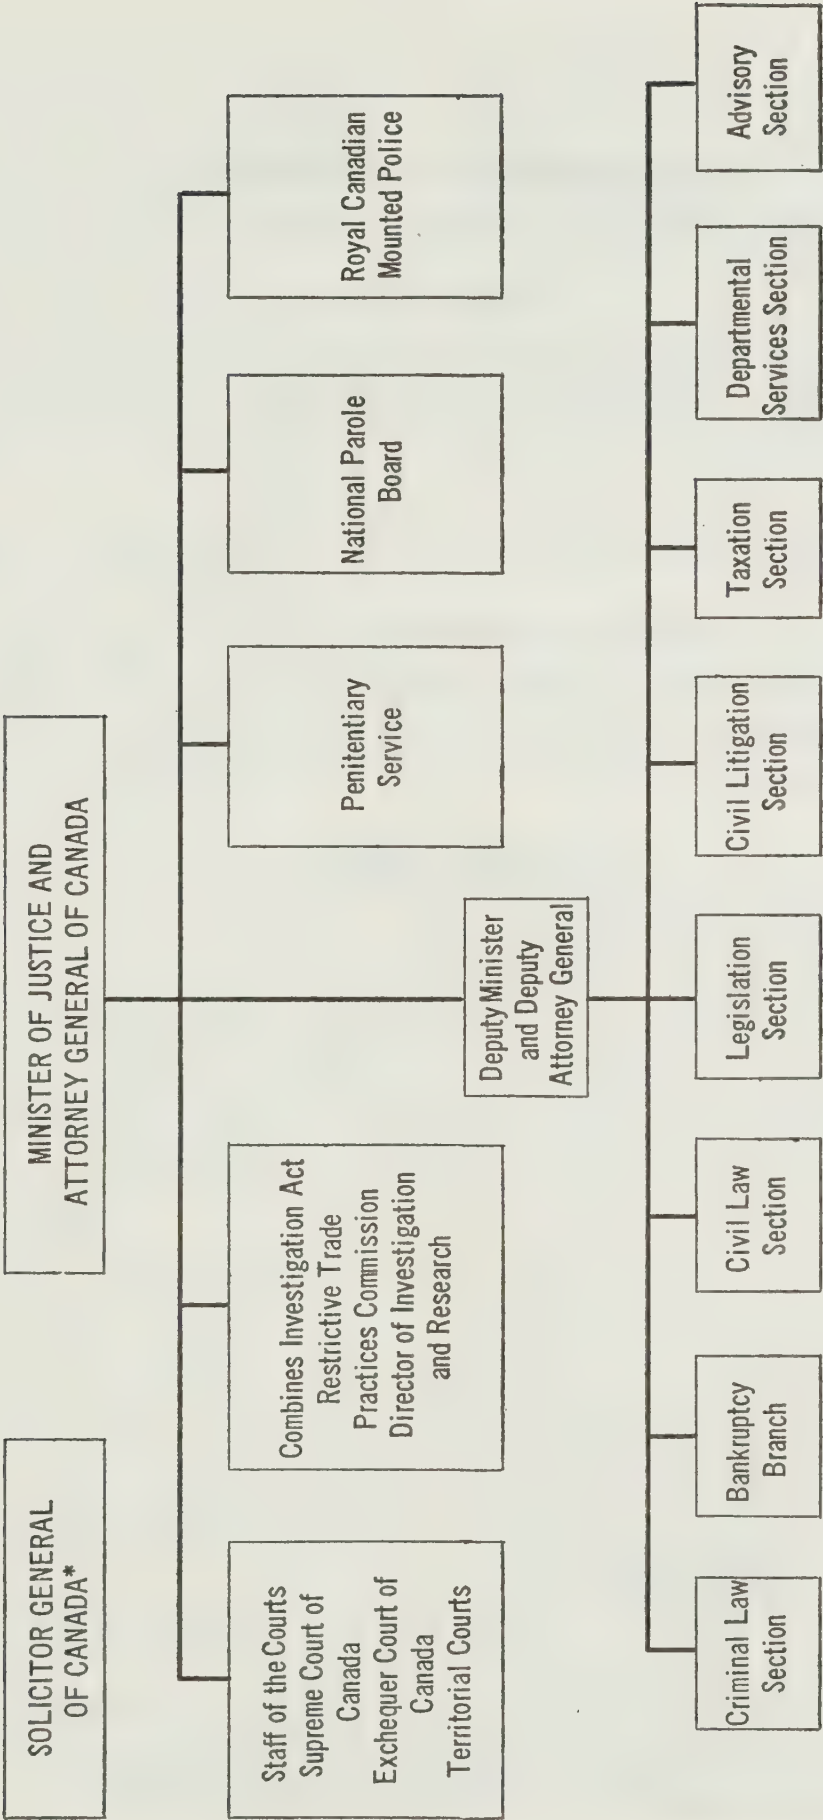 SOLICITOR GENERAL
OF CANADA*
MINISTER OF JUSTICE AND
ATTORNEY GENERAL OF CANADA
Staff of the Courts
Supreme Court of
Canada
Exchequer Court of
Canada
Territorial Courts
Combines Investigation Act
Restrictive Trade
Practices Commission
Director of Investigation
and Research
Penitentiary
Service
National Parole
Board
Royal Canadian
Mounted Police
Deputy Minister
and Deputy
Attorney General
Criminal Law
Section
Bankruptcy
Branch
Civil Law
Section
Legislation
Section
Civil Litigation
Section
Taxation
Section
Departmental
Services Section
Advisory
Section